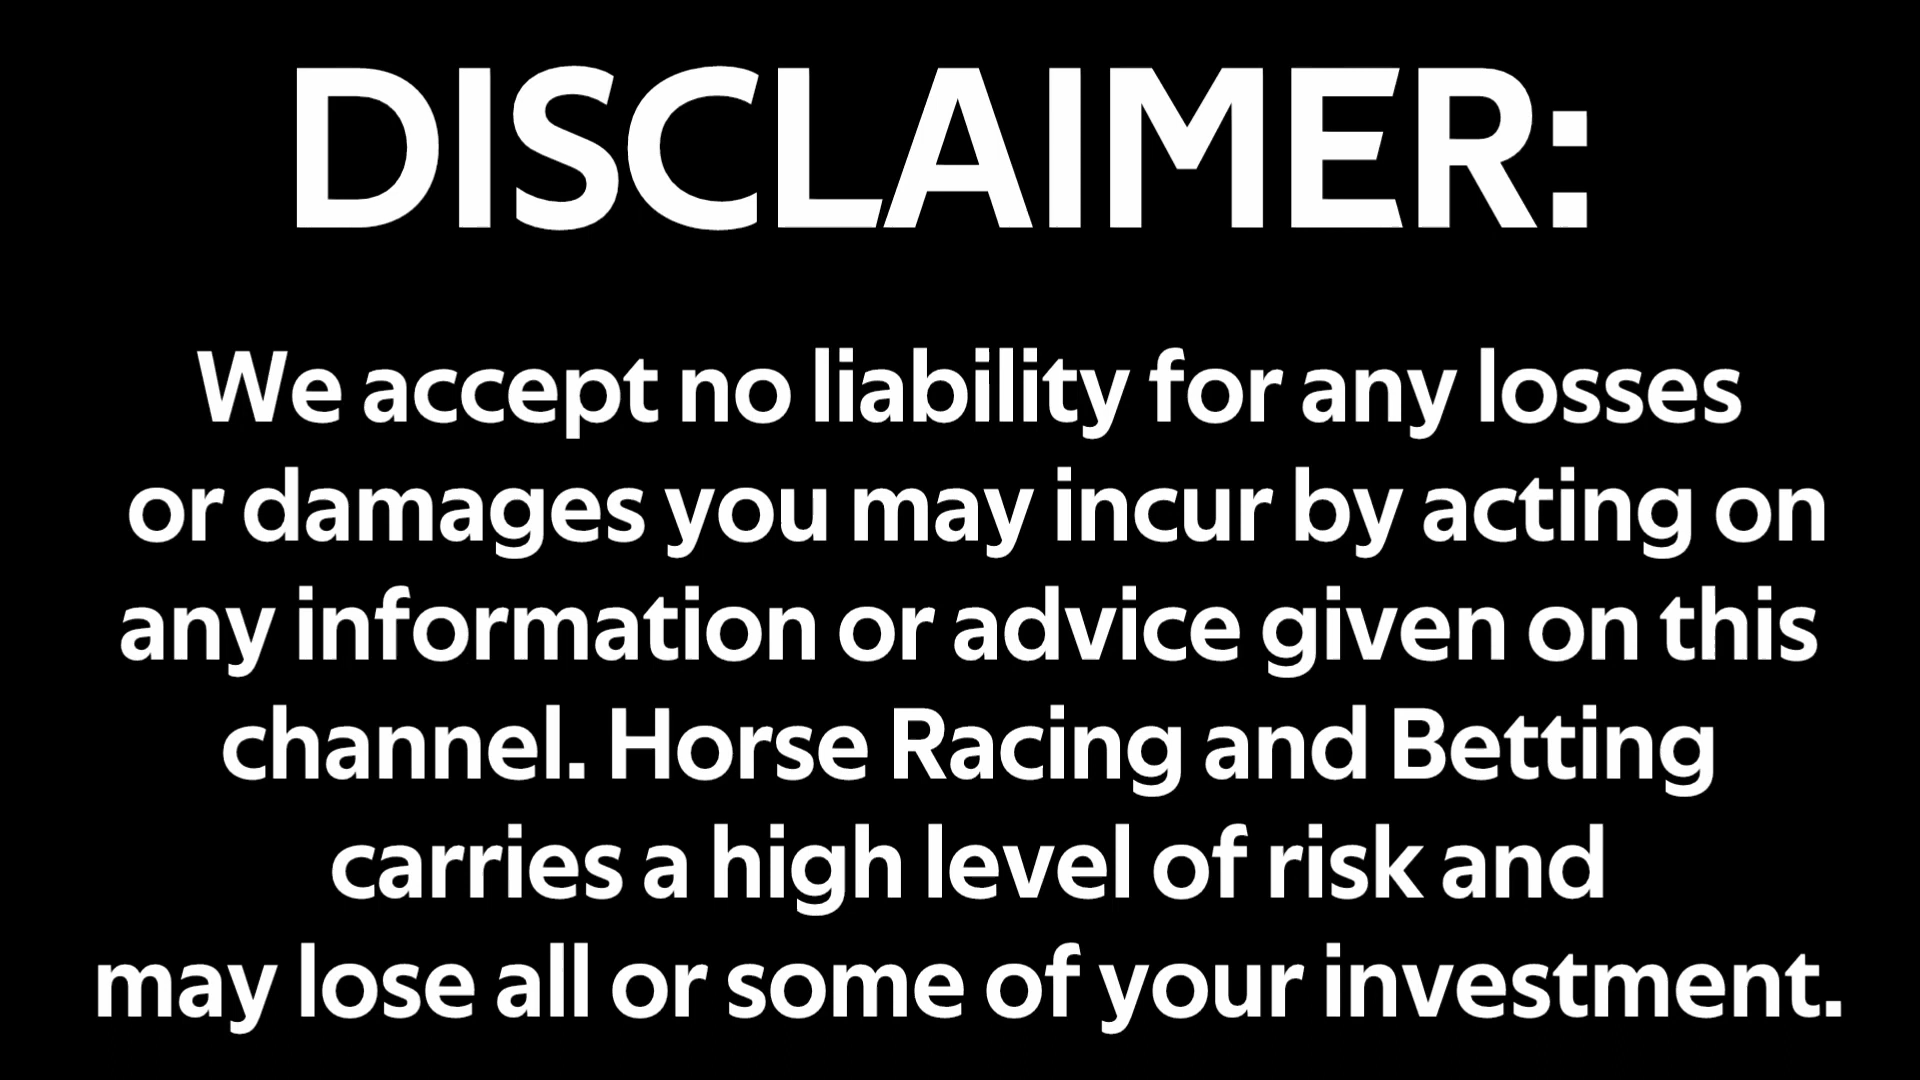 DISCLAIMER:
We accept no liability for any losses
or damages you may incur by acting on
any information or advice given on this
channel. Horse Racing and Betting
carries a high level of risk and
may lose all or some of your investment.